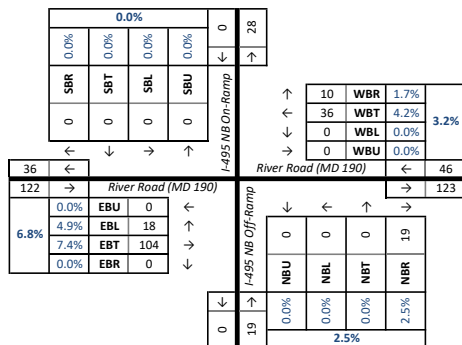 0.0%
0 28
0.0% 0.0% 0.0% 0.0%
↓ ↑
SBR SBT SBL SBU
I-495 NB On-Ramp
0 0 0 0
← ↓ → ↑
↑ 10 WBR 1.7%
← 36 WBT 4.2%
↓ 0 WBL 0.0%
→ 0 WBU 0.0%
3.2%
36 ←
River Road (MD 190) ← 46
122 → River Road (MD 190)
→ 123
6.8%
0.0% EBU 0 ←
4.9% EBL 18 ↑
7.4% EBT 104 →
0.0% EBR 0 ↓
I-495 NB Off-Ramp
↓ ← ↑ →
0 0 0 19
NBU NBL NBT NBR
↓ ↑
0.0% 0.0% 0.0% 2.5%
0 19
2.5%